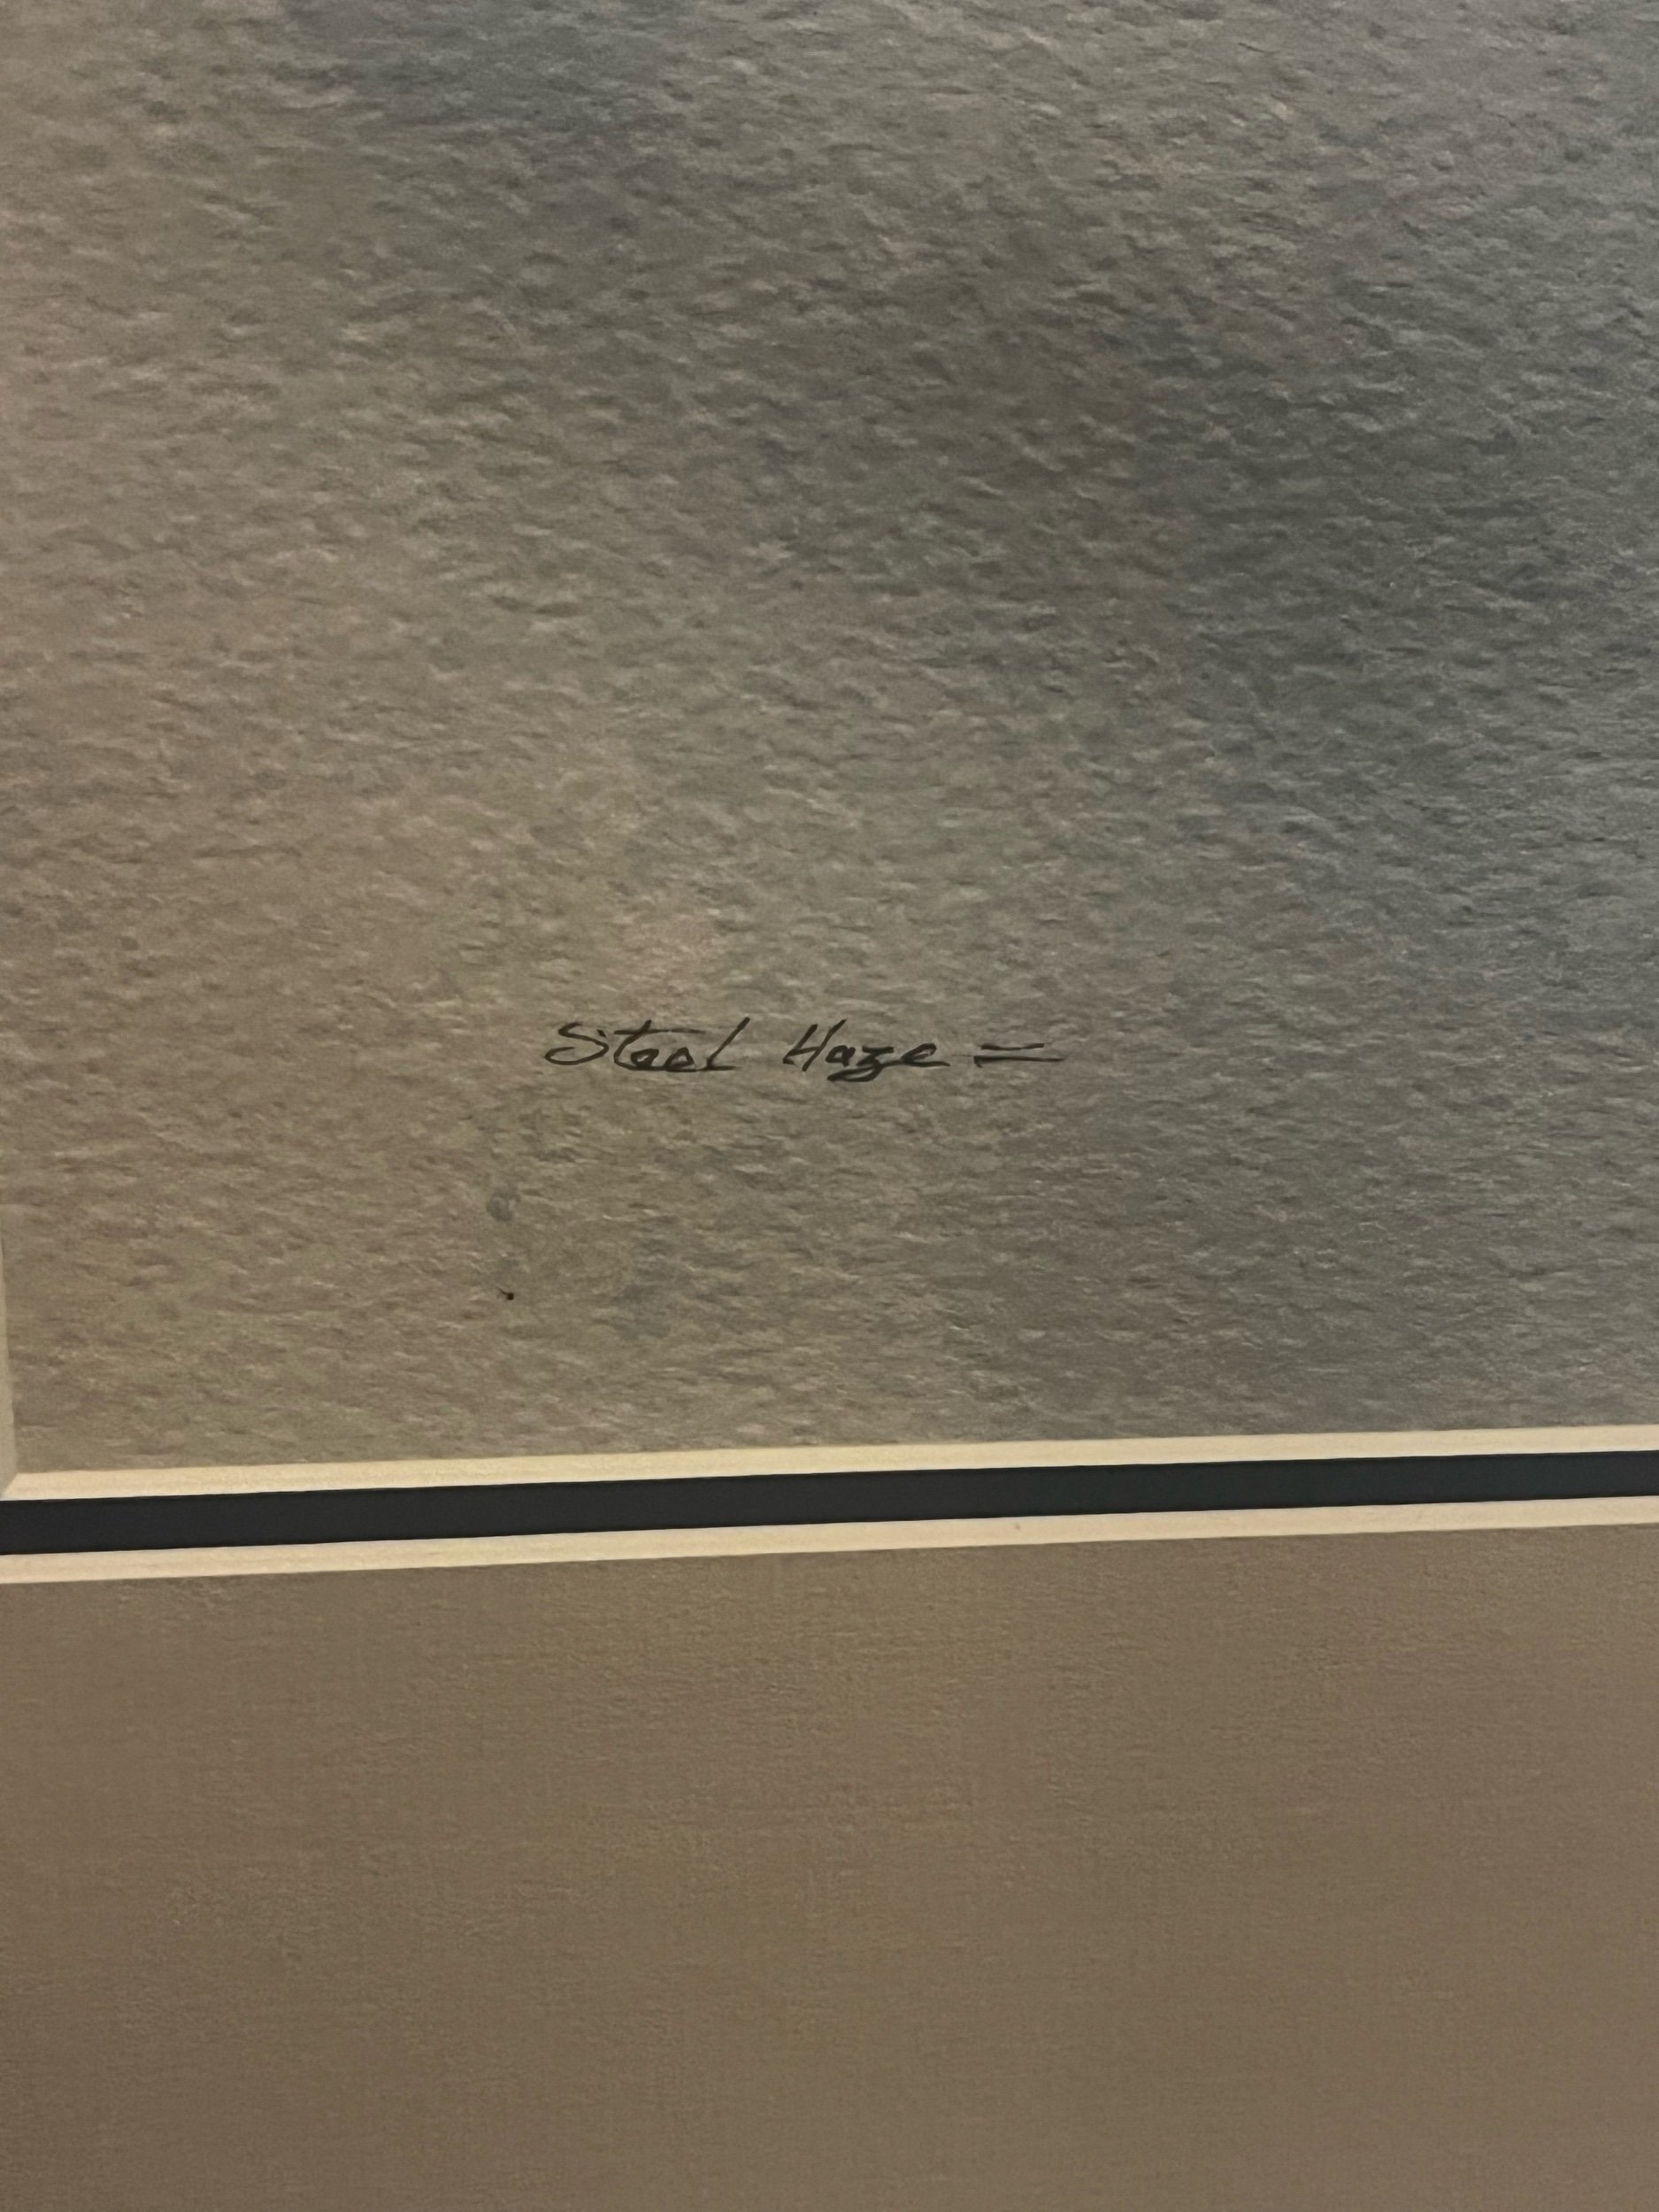 Steel Haze =